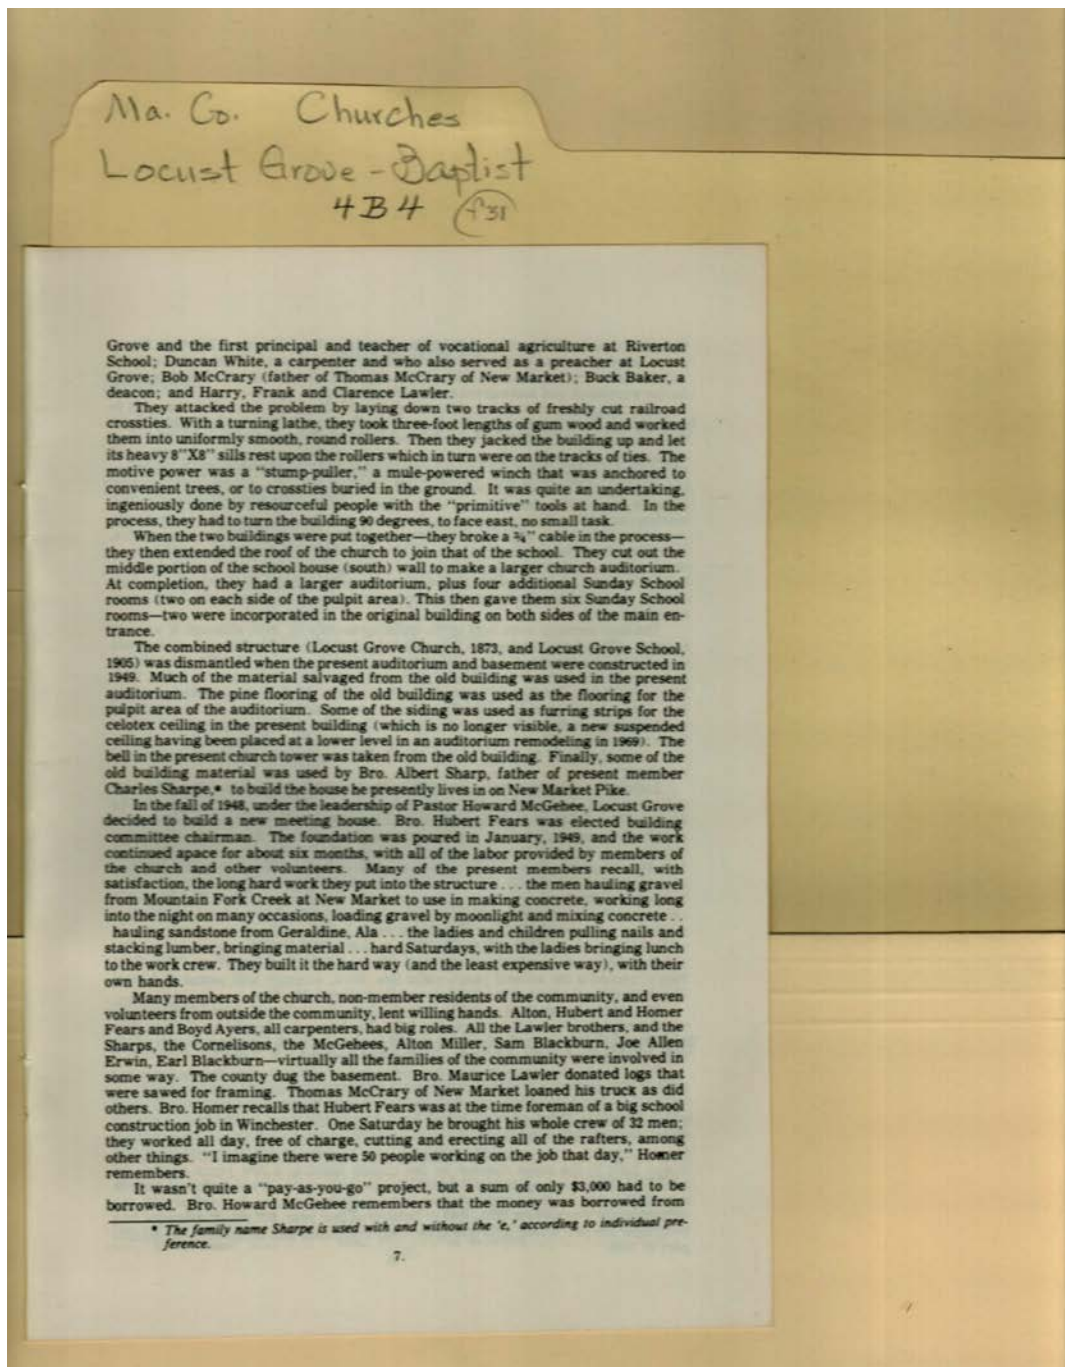 Ma. Co. Churches
Locust Grove - Baptist
4B4 f31
Grove and the first principal and teacher of vocational agriculture at Riverton
School; Duncan White, a carpenter and who also served as a preacher at Locust
Grove; Bob McCrary (father of Thomas McCrary of New Market); Buck Baker, a
deacon; and Harry, Frank and Clarence Lawler.
They attacked the problem by laying down two tracks of freshly cut railroad
crossties. With a turning lathe, they took three-foot lengths of gum wood and worked
them into uniformly smooth, round rollers. Then they jacked the building up and let
its heavy 8"X8" sills rest upon the rollers which in turn were on the tracks of ties. The
motive power was a "stump-puller," a mule-powered winch that was anchored to
convenient trees, or to crossties buried in the ground. It was quite an undertaking,
ingeniously done by resourceful people with the "primitive" tools at hand. In the
process, they had to turn the building 90 degrees, to face east, no small task.
When the two buildings were put together—they broke a ¾" cable in the process—
they then extended the roof of the church to join that of the school. They cut out the
middle portion of the school house (south) wall to make a larger church auditorium.
At completion, they had a larger auditorium, plus four additional Sunday School
rooms (two on each side of the pulpit area). This then gave them six Sunday School
rooms—two were incorporated in the original building on both sides of the main en-
trance.
The combined structure (Locust Grove Church, 1873, and Locust Grove School,
1905) was dismantled when the present auditorium and basement were constructed in
1949. Much of the material salvaged from the old building was used in the present
auditorium. The pine flooring of the old building was used as the flooring for the
pulpit area of the auditorium. Some of the siding was used as furring strips for the
celotex ceiling in the present building (which is no longer visible, a new suspended
ceiling having been placed at a lower level in an auditorium remodeling in 1969). The
bell in the present church tower was taken from the old building. Finally, some of the
old building material was used by Bro. Albert Sharp, father of present member
Charles Sharpe,* to build the house he presently lives in on New Market Pike.
In the fall of 1948, under the leadership of Pastor Howard McGehee, Locust Grove
decided to build a new meeting house. Bro. Hubert Fears was elected building
committee chairman. The foundation was poured in January, 1949, and the work
continued apace for about six months, with all of the labor provided by members of
the church and other volunteers. Many of the present members recall, with
satisfaction, the long hard work they put into the structure . . . the men hauling gravel
from Mountain Fork Creek at New Market to use in making concrete, working long
into the night on many occasions, loading gravel by moonlight and mixing concrete . .
hauling sandstone from Geraldine, Ala . . . the ladies and children pulling nails and
stacking lumber, bringing material . . . hard Saturdays, with the ladies bringing lunch
to the work crew. They built it the hard way (and the least expensive way), with their
own hands.
Many members of the church, non-member residents of the community, and even
volunteers from outside the community, lent willing hands. Alton, Hubert and Homer
Fears and Boyd Ayers, all carpenters, had big roles. All the Lawler brothers, and the
Sharps, the Cornelisons, the McGehees, Alton Miller, Sam Blackburn, Joe Allen
Erwin, Earl Blackburn—virtually all the families of the community were involved in
some way. The county dug the basement. Bro. Maurice Lawler donated logs that
were sawed for framing. Thomas McCrary of New Market loaned his truck as did
others. Bro. Homer recalls that Hubert Fears was at the time foreman of a big school
construction job in Winchester. One Saturday he brought his whole crew of 32 men;
they worked all day, free of charge, cutting and erecting all of the rafters, among
other things. "I imagine there were 50 people working on the job that day," Homer
remembers.
It wasn't quite a "pay-as-you-go" project, but a sum of only $3,000 had to be
borrowed. Bro. Howard McGehee remembers that the money was borrowed from
* The family name Sharpe is used with and without the 'e,' according to individual pre-
ference.
7.